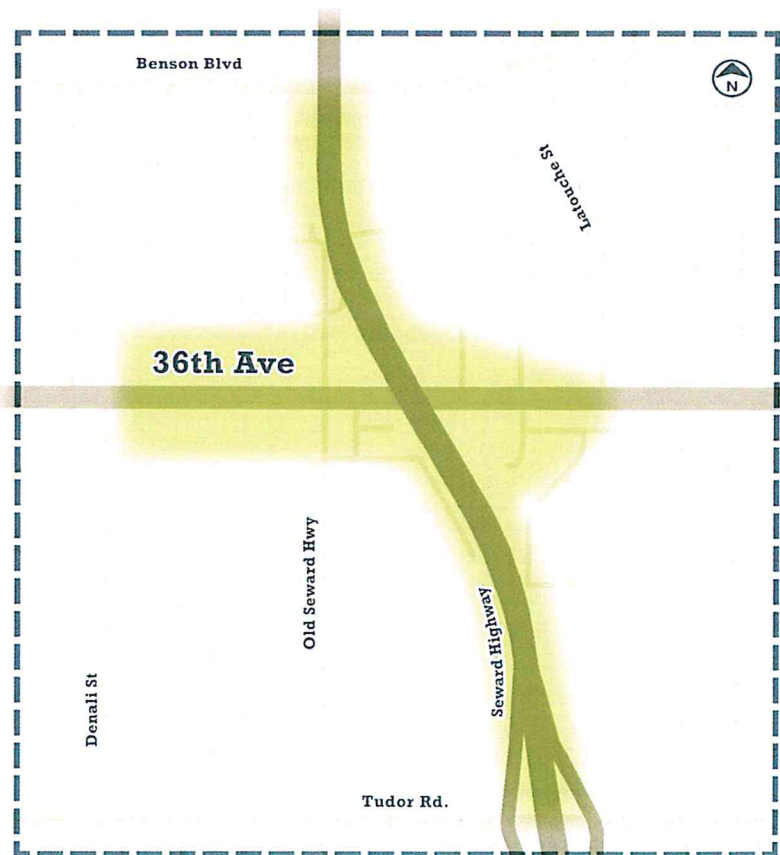 Benson Blvd
N
Latouche St
36th Ave
Old Seward Hwy
Seward Highway
Denali St
Tudor Rd.